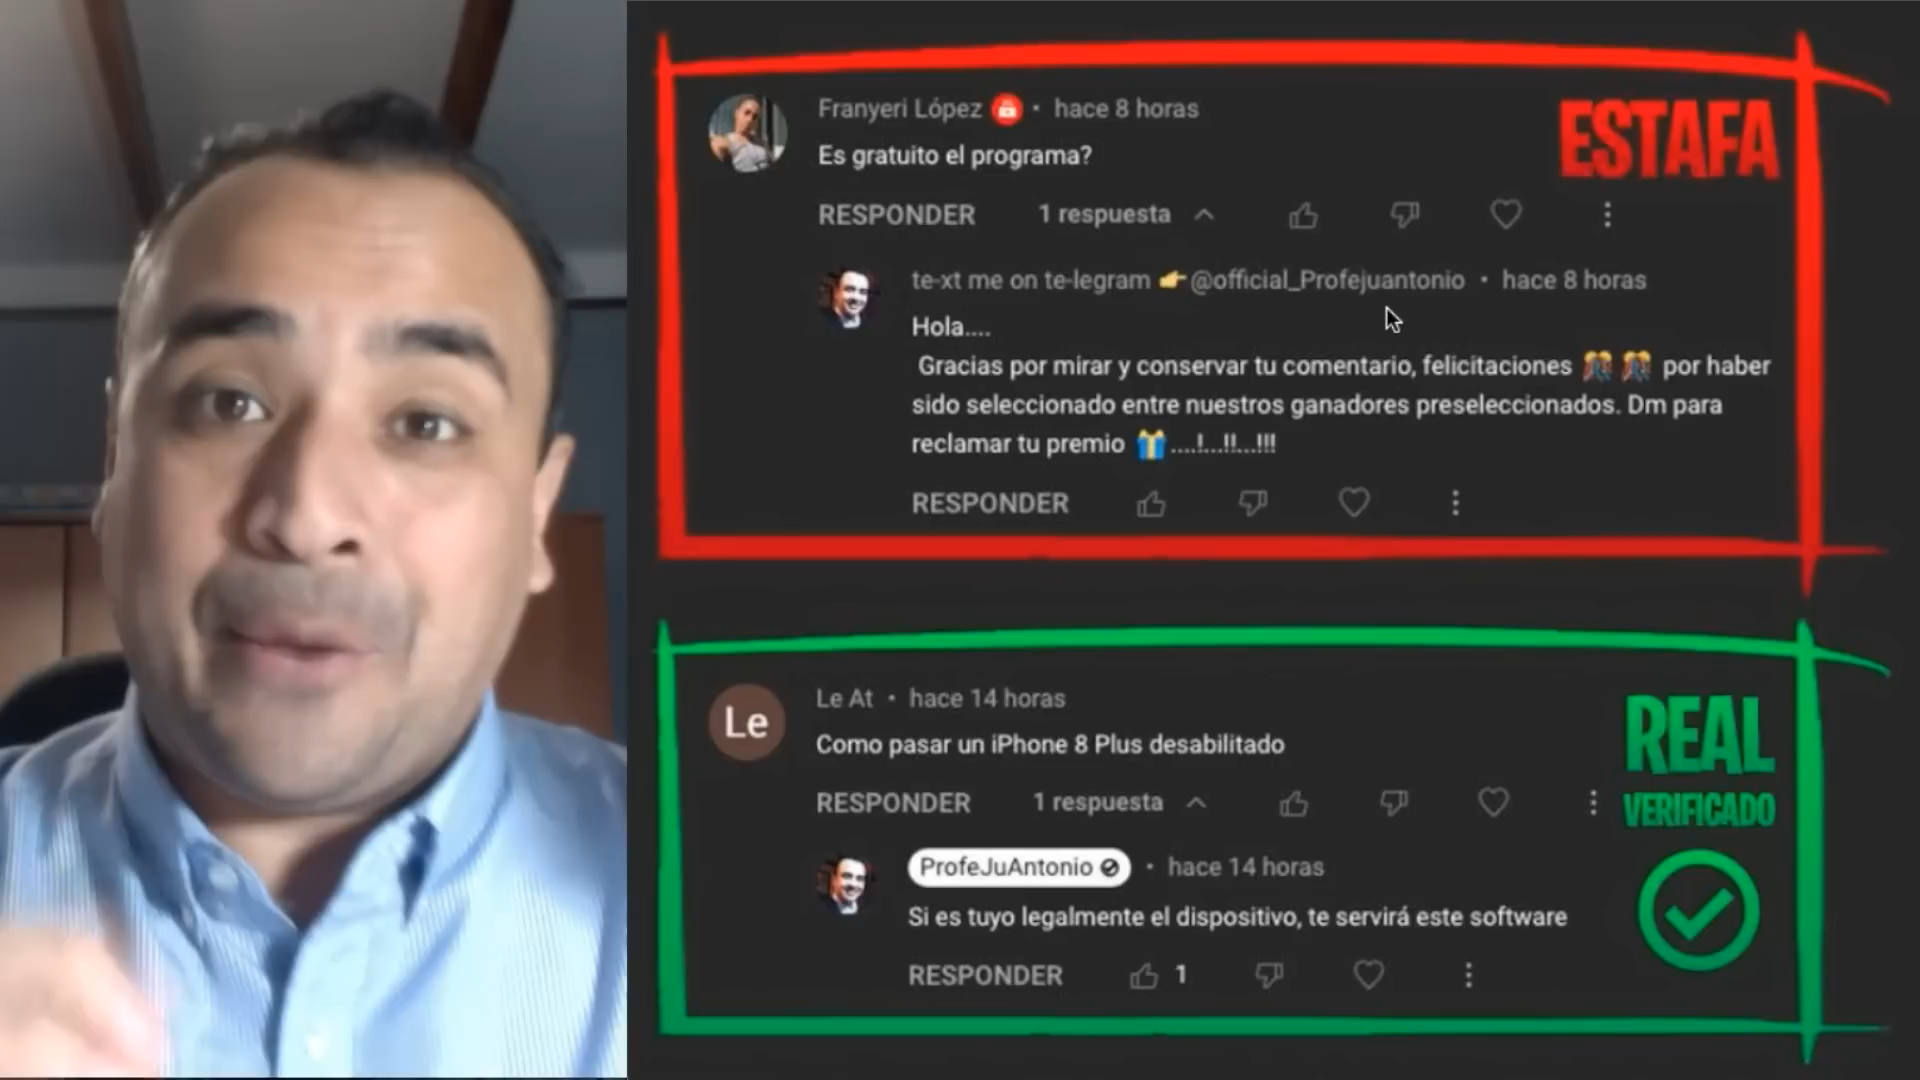 Franyeri López • hace 8 horas
ESTAFA
Es gratuito el programa?
RESPONDER 1 respuesta
te-xt me on te-legram 👉@official_Profejuantonio • hace 8 horas
Hola....
Gracias por mirar y conservar tu comentario, felicitaciones 🎊🎊 por haber
sido seleccionado entre nuestros ganadores preseleccionados. Dm para
reclamar tu premio 🎁....!...!!...!!!
RESPONDER
Le
Le At • hace 14 horas
REAL
VERIFICADO
Como pasar un iPhone 8 Plus desabilitado
RESPONDER 1 respuesta
ProfeJuAntonio • hace 14 horas
Si es tuyo legalmente el dispositivo, te servirá este software
RESPONDER 1